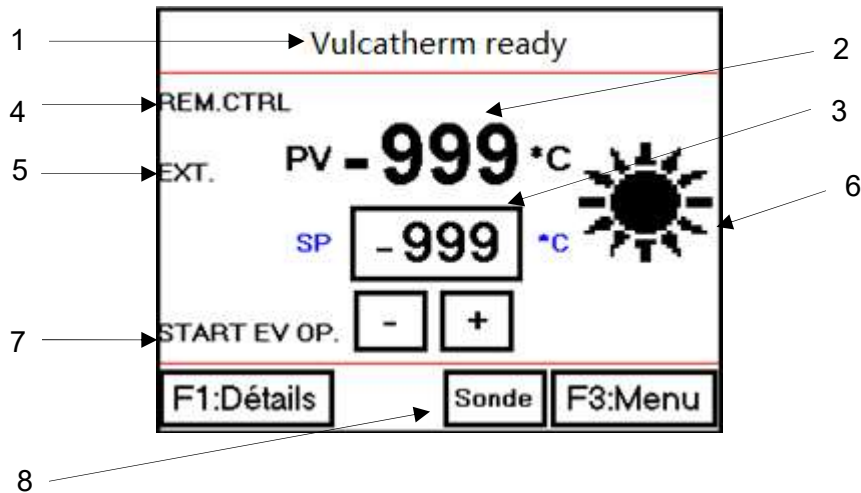 1
Vulcatherm ready
2
4
REM.CTRL
3
5
EXT.
PV -999 °C
6
SP -999 °C
7
START EV OP.
- +
F1:Détails
Sonde
F3:Menu
8